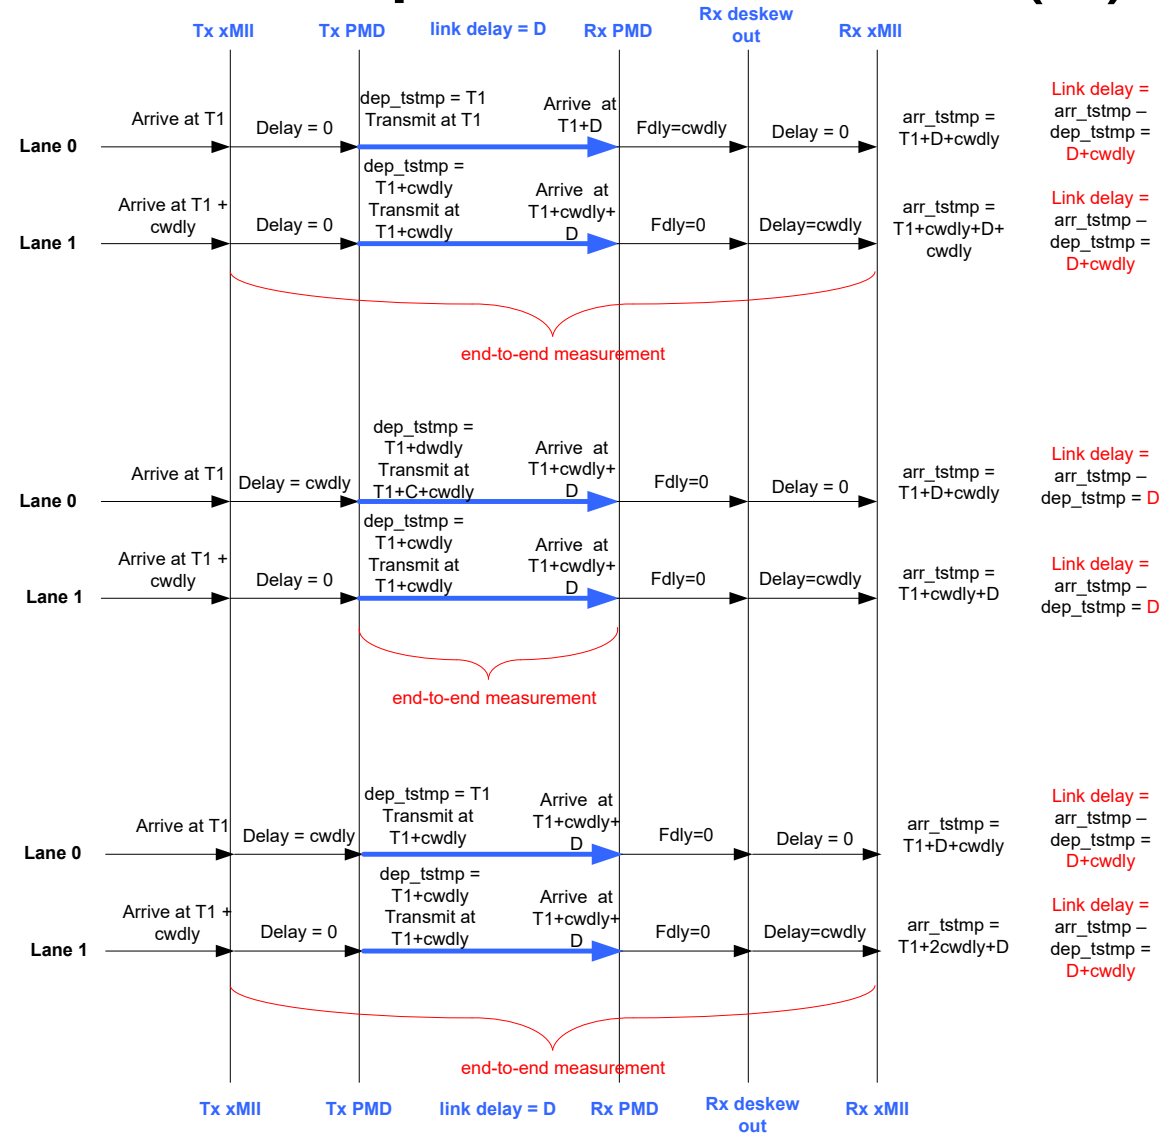 Tx xMII
Tx PMD
link delay = D
Rx PMD
Rx deskew
out
Rx xMII
Lane 0
Arrive at T1
Delay = 0
dep_tstmp = T1
Transmit at T1
Arrive at
T1+D
Fdly=cwdly
Delay = 0
arr_tstmp =
T1+D+cwdly
Link delay =
arr_tstmp –
dep_tstmp =
D+cwdly
Lane 1
Arrive at T1 +
cwdly
Delay = 0
dep_tstmp =
T1+cwdly
Transmit at
T1+cwdly
Arrive at
T1+cwdly+
D
Fdly=0
Delay=cwdly
arr_tstmp =
T1+cwdly+D+
cwdly
Link delay =
arr_tstmp –
dep_tstmp =
D+cwdly
end-to-end measurement
Lane 0
Arrive at T1
Delay = cwdly
dep_tstmp =
T1+dwdly
Transmit at
T1+C+cwdly
Arrive at
T1+cwdly+
D
Fdly=0
Delay = 0
arr_tstmp =
T1+D+cwdly
Link delay =
arr_tstmp –
dep_tstmp = D
Lane 1
Arrive at T1 +
cwdly
Delay = 0
dep_tstmp =
T1+cwdly
Transmit at
T1+cwdly
Arrive at
T1+cwdly+
D
Fdly=0
Delay=cwdly
arr_tstmp =
T1+cwdly+D
Link delay =
arr_tstmp –
dep_tstmp = D
end-to-end measurement
Lane 0
Arrive at T1
Delay = cwdly
dep_tstmp = T1
Transmit at
T1+cwdly
Arrive at
T1+cwdly+
D
Fdly=0
Delay = 0
arr_tstmp =
T1+D+cwdly
Link delay =
arr_tstmp –
dep_tstmp =
D+cwdly
Lane 1
Arrive at T1 +
cwdly
Delay = 0
dep_tstmp =
T1+cwdly
Transmit at
T1+cwdly
Arrive at
T1+cwdly+
D
Fdly=0
Delay=cwdly
arr_tstmp =
T1+2cwdly+D
Link delay =
arr_tstmp –
dep_tstmp =
D+cwdly
end-to-end measurement
Tx xMII
Tx PMD
link delay = D
Rx PMD
Rx deskew
out
Rx xMII